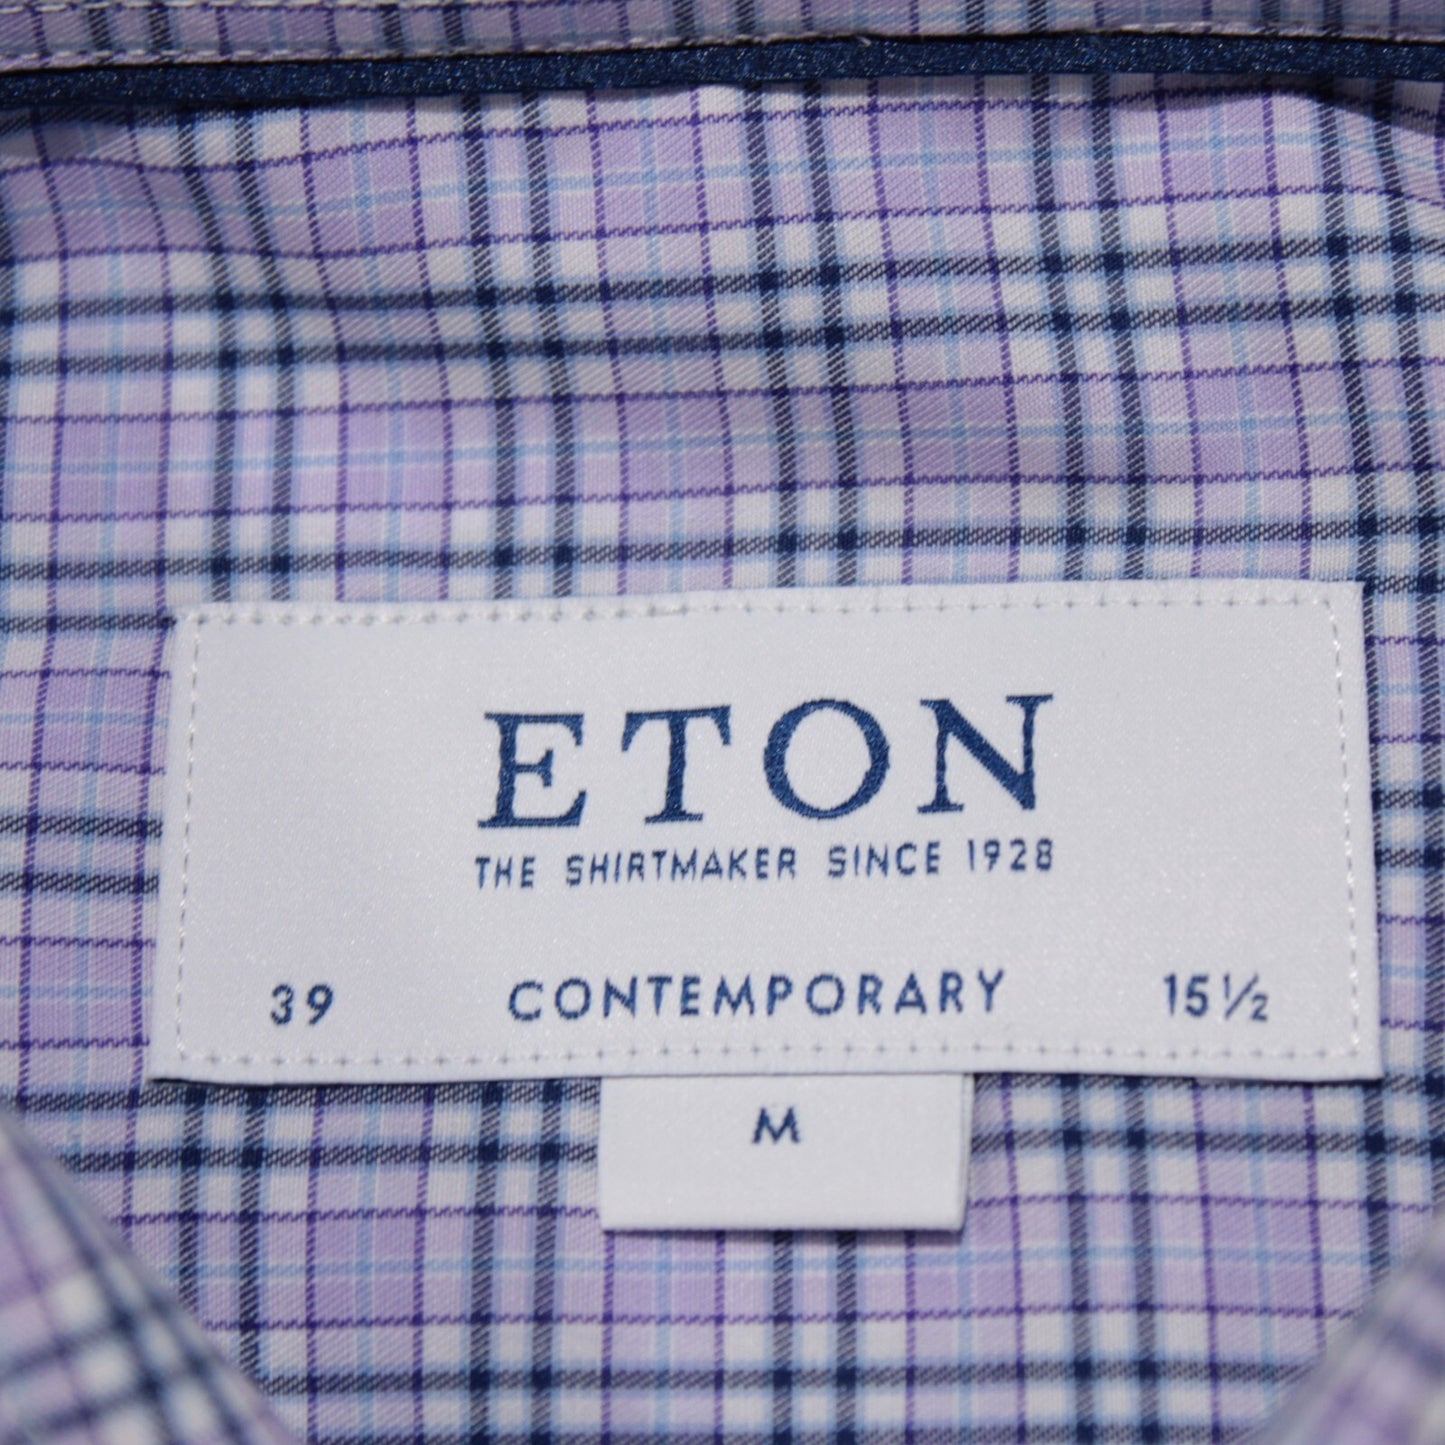 ETON
THE SHIRTMAKER SINCE 1928
39 CONTEMPORARY 15½
M